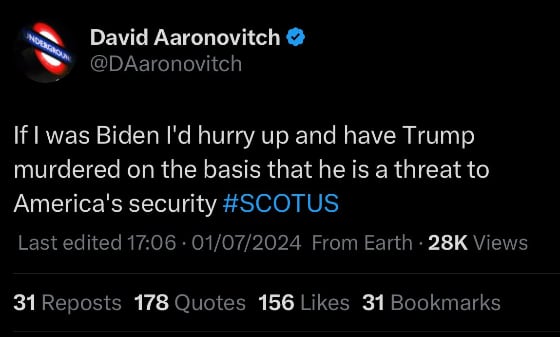 UNDERGROUND
David Aaronovitch
@DAaronovitch
If I was Biden I'd hurry up and have Trump
murdered on the basis that he is a threat to
America's security #SCOTUS
Last edited 17:06 · 01/07/2024 From Earth · 28K Views
31 Reposts 178 Quotes 156 Likes 31 Bookmarks